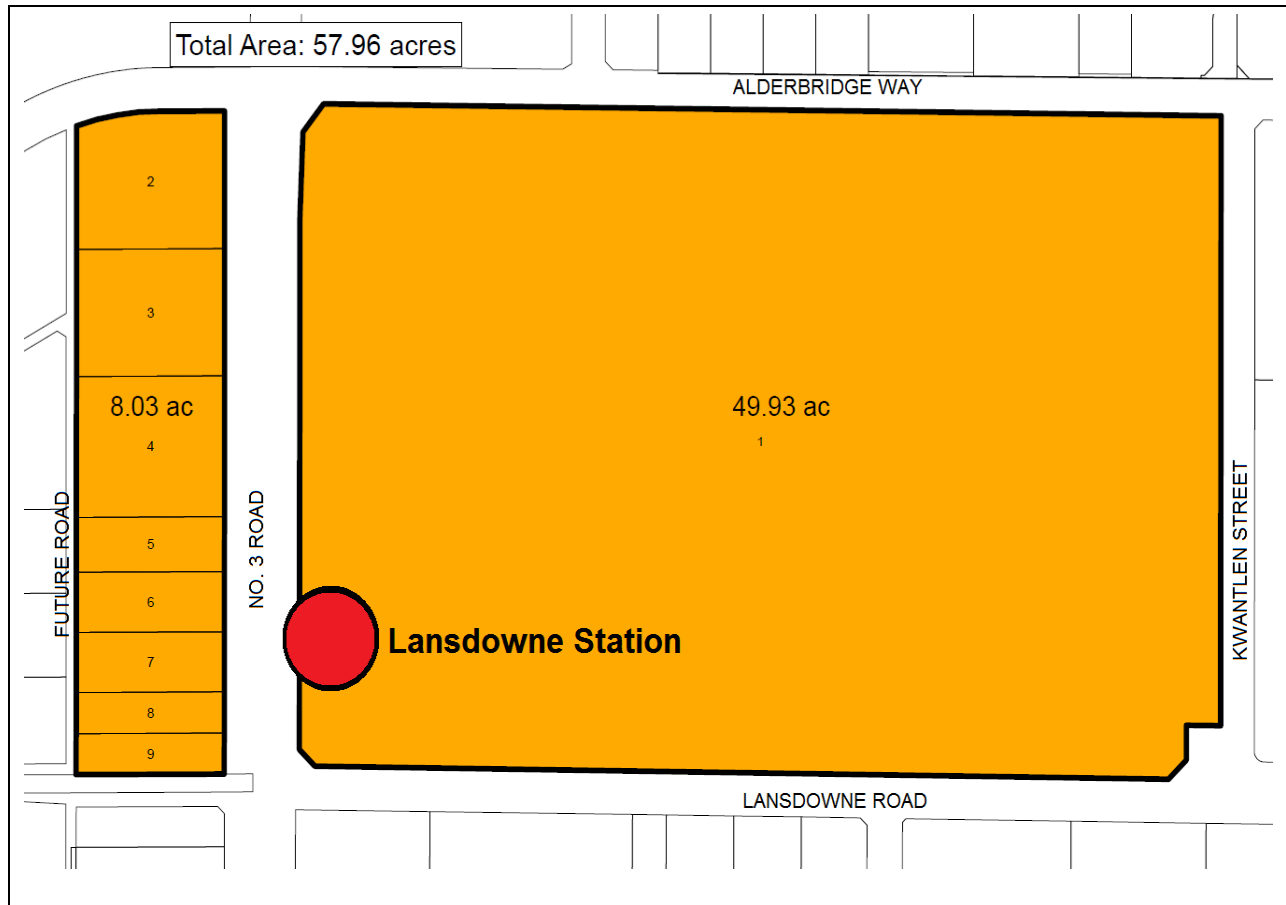 Total Area: 57.96 acres
ALDERBRIDGE WAY
2
3
8.03 ac
49.93 ac
4
1
FUTURE ROAD
NO. 3 ROAD
KWANTLEN STREET
5
6
Lansdowne Station
7
8
9
LANSDOWNE ROAD